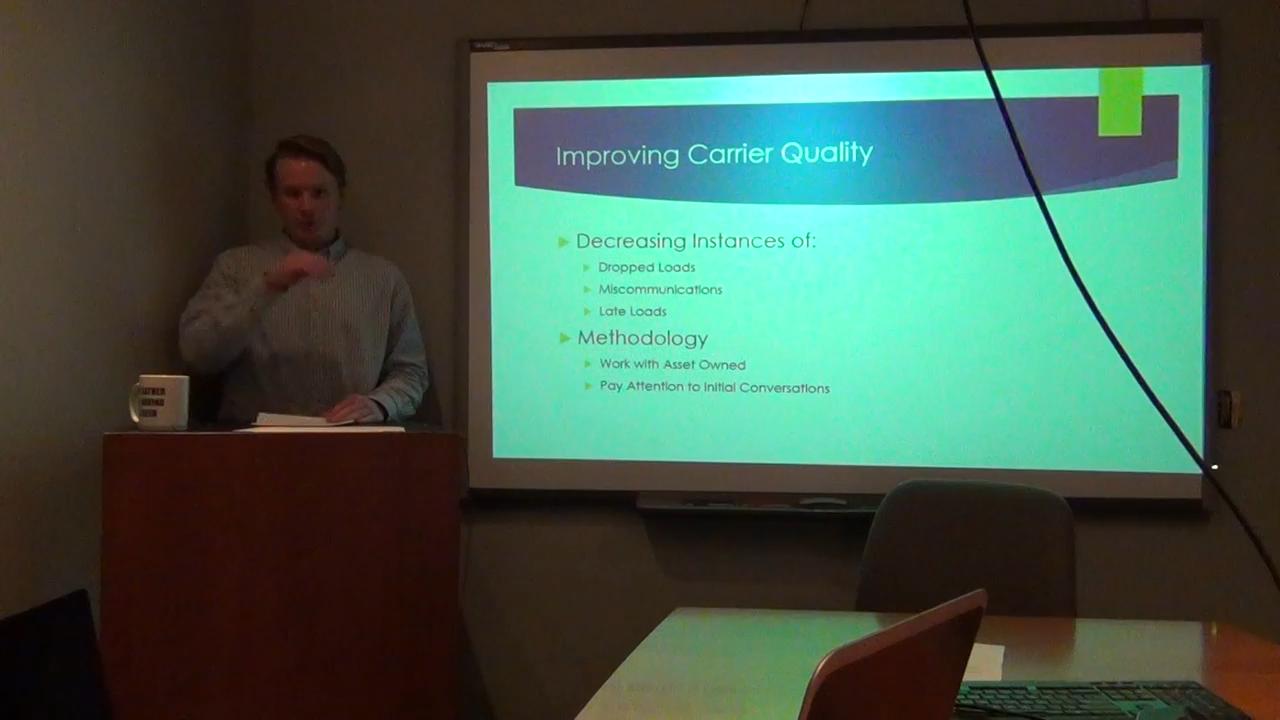 Improving Carrier Quality
Decreasing Instances of:
Dropped Loads
Miscommunications
Late Loads
Methodology
Work with Asset Owned
Pay Attention to Initial Conversations